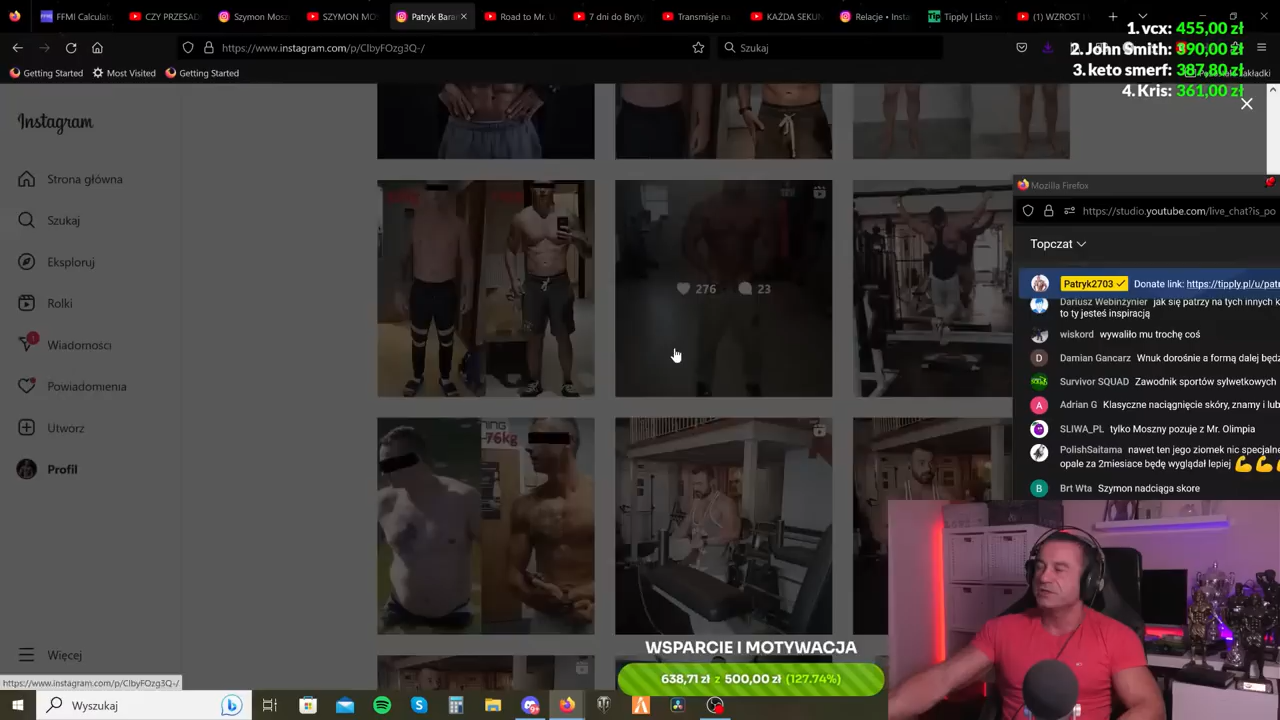 FFMI Calculat
CZY PRZESAD
Szymon Mosz
SZYMON MOS
Patryk Bara
Road to Mr. U
7 dni do Bryty
Transmisje na
KAŻDA SEKUN
Relacje • Inst
Tipply | Lista w
(1) WZROST I
1. vcx: 455,00 zł
https://www.instagram.com/p/CIbyFOzg3Q-/
Szukaj
2. John Smith: 390,00 zł
Getting Started
Most Visited
Getting Started
3. keto smerf: 387,80 zł
4. Kris: 361,00 zł
Instagram
Strona główna
Szukaj
Eksploruj
Rolki
1
Wiadomości
Powiadomienia
Utwórz
Profil
Więcej
276
23
76kg
Mozilla Firefox
https://studio.youtube.com/live_chat?is_po
Topczat
Patryk2703 Donate link: https://tipply.pl/u/pat
Dariusz Webinżynier jak się patrzy na tych innych k
to ty jesteś inspiracją
wiskord wywaliło mu trochę coś
Damian Gancarz Wnuk dorośnie a formą dalej będz
Survivor SQUAD Zawodnik sportów sylwetkowych
Adrian G Klasyczne naciągnięcie skóry, znamy i lub
SLIWA_PL tylko Moszny pozuje z Mr. Olimpia
PolishSaitama nawet ten jego ziomek nic specjalne
opale za 2miesiace będę wyglądał lepiej
Brt Wta Szymon nadciąga skore
WSPARCIE I MOTYWACJA
638,71 zł z 500,00 zł (127.74%)
https://www.instagram.com/p/CIbyFOzg3Q-/
Wyszukaj